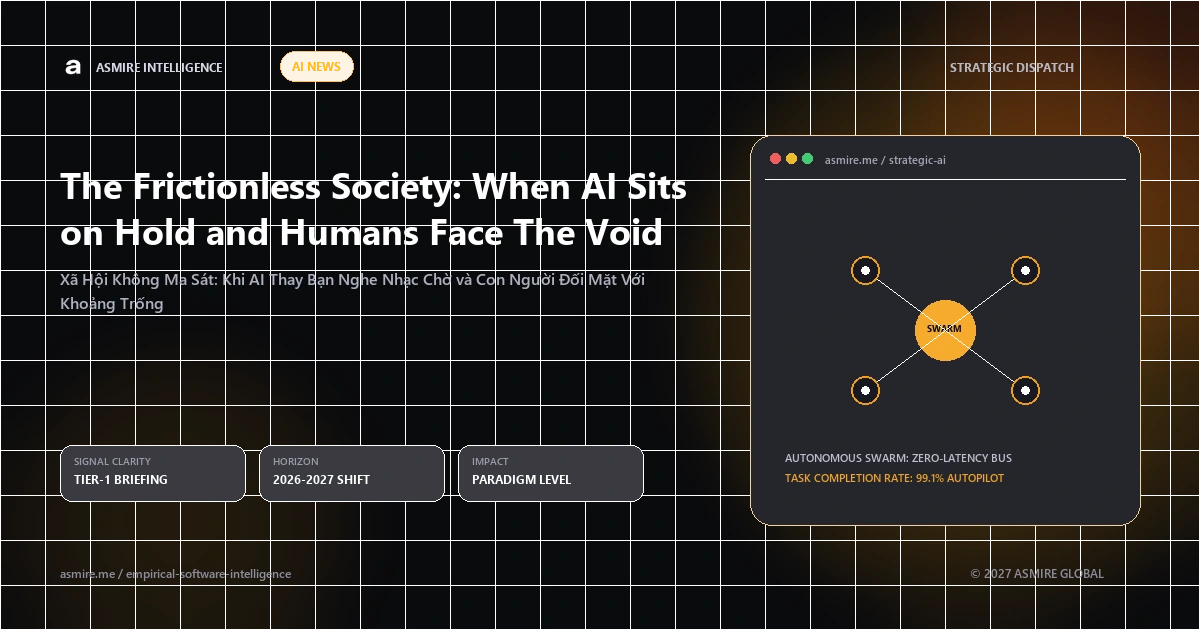 a ASMIRE INTELLIGENCE
AI NEWS
STRATEGIC DISPATCH
The Frictionless Society: When AI Sits
on Hold and Humans Face The Void
Xã Hội Không Ma Sát: Khi AI Thay Bạn Nghe Nhạc Chờ và Con Người Đối Mặt Với
Khoảng Trống
SIGNAL CLARITY
TIER-1 BRIEFING
HORIZON
2026-2027 SHIFT
IMPACT
PARADIGM LEVEL
asmire.me / strategic-ai
SWARM
AUTONOMOUS SWARM: ZERO-LATENCY BUS
TASK COMPLETION RATE: 99.1% AUTOPILOT
asmire.me / empirical-software-intelligence
© 2027 ASMIRE GLOBAL